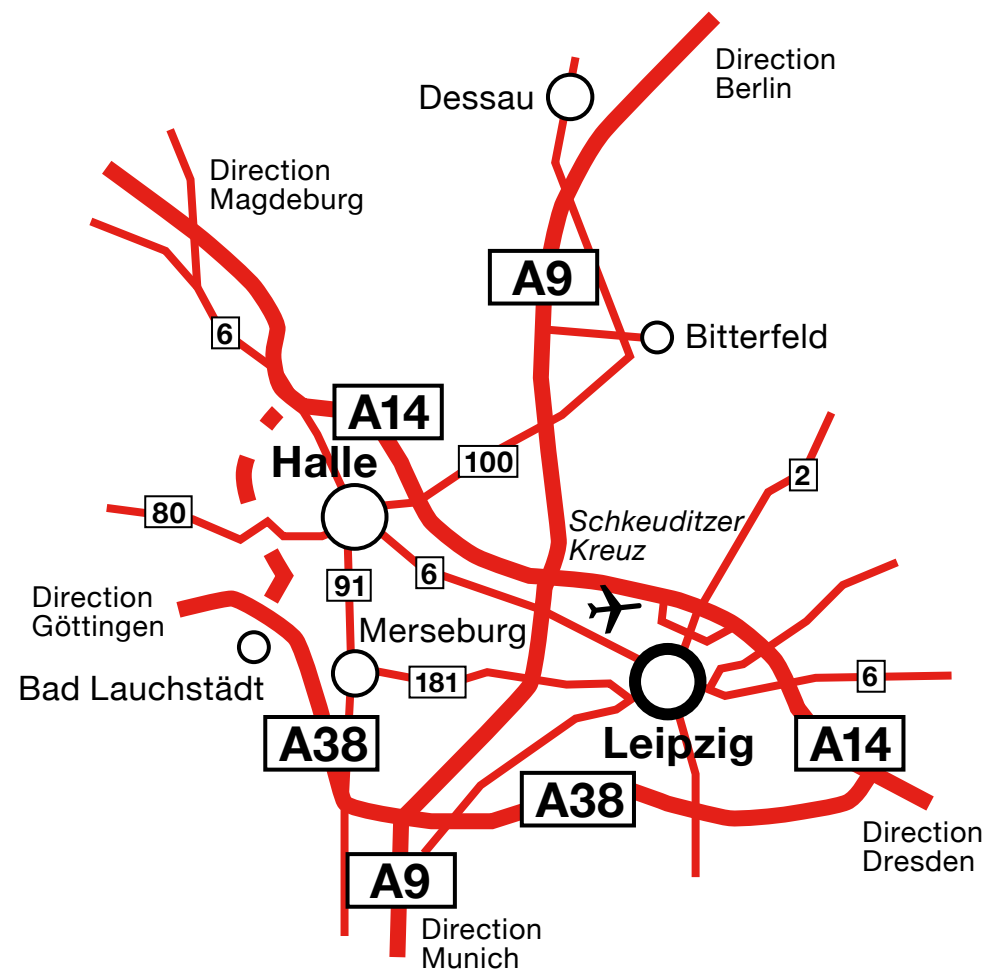 Direction
Berlin
Dessau
Direction
Magdeburg
A9
6
Bitterfeld
A14
Halle
100
2
80
Schkeuditzer
Kreuz
91
6
Direction
Göttingen
Merseburg
Bad Lauchstädt
181
6
A38
Leipzig
A14
A38
Direction
Dresden
A9
Direction
Munich